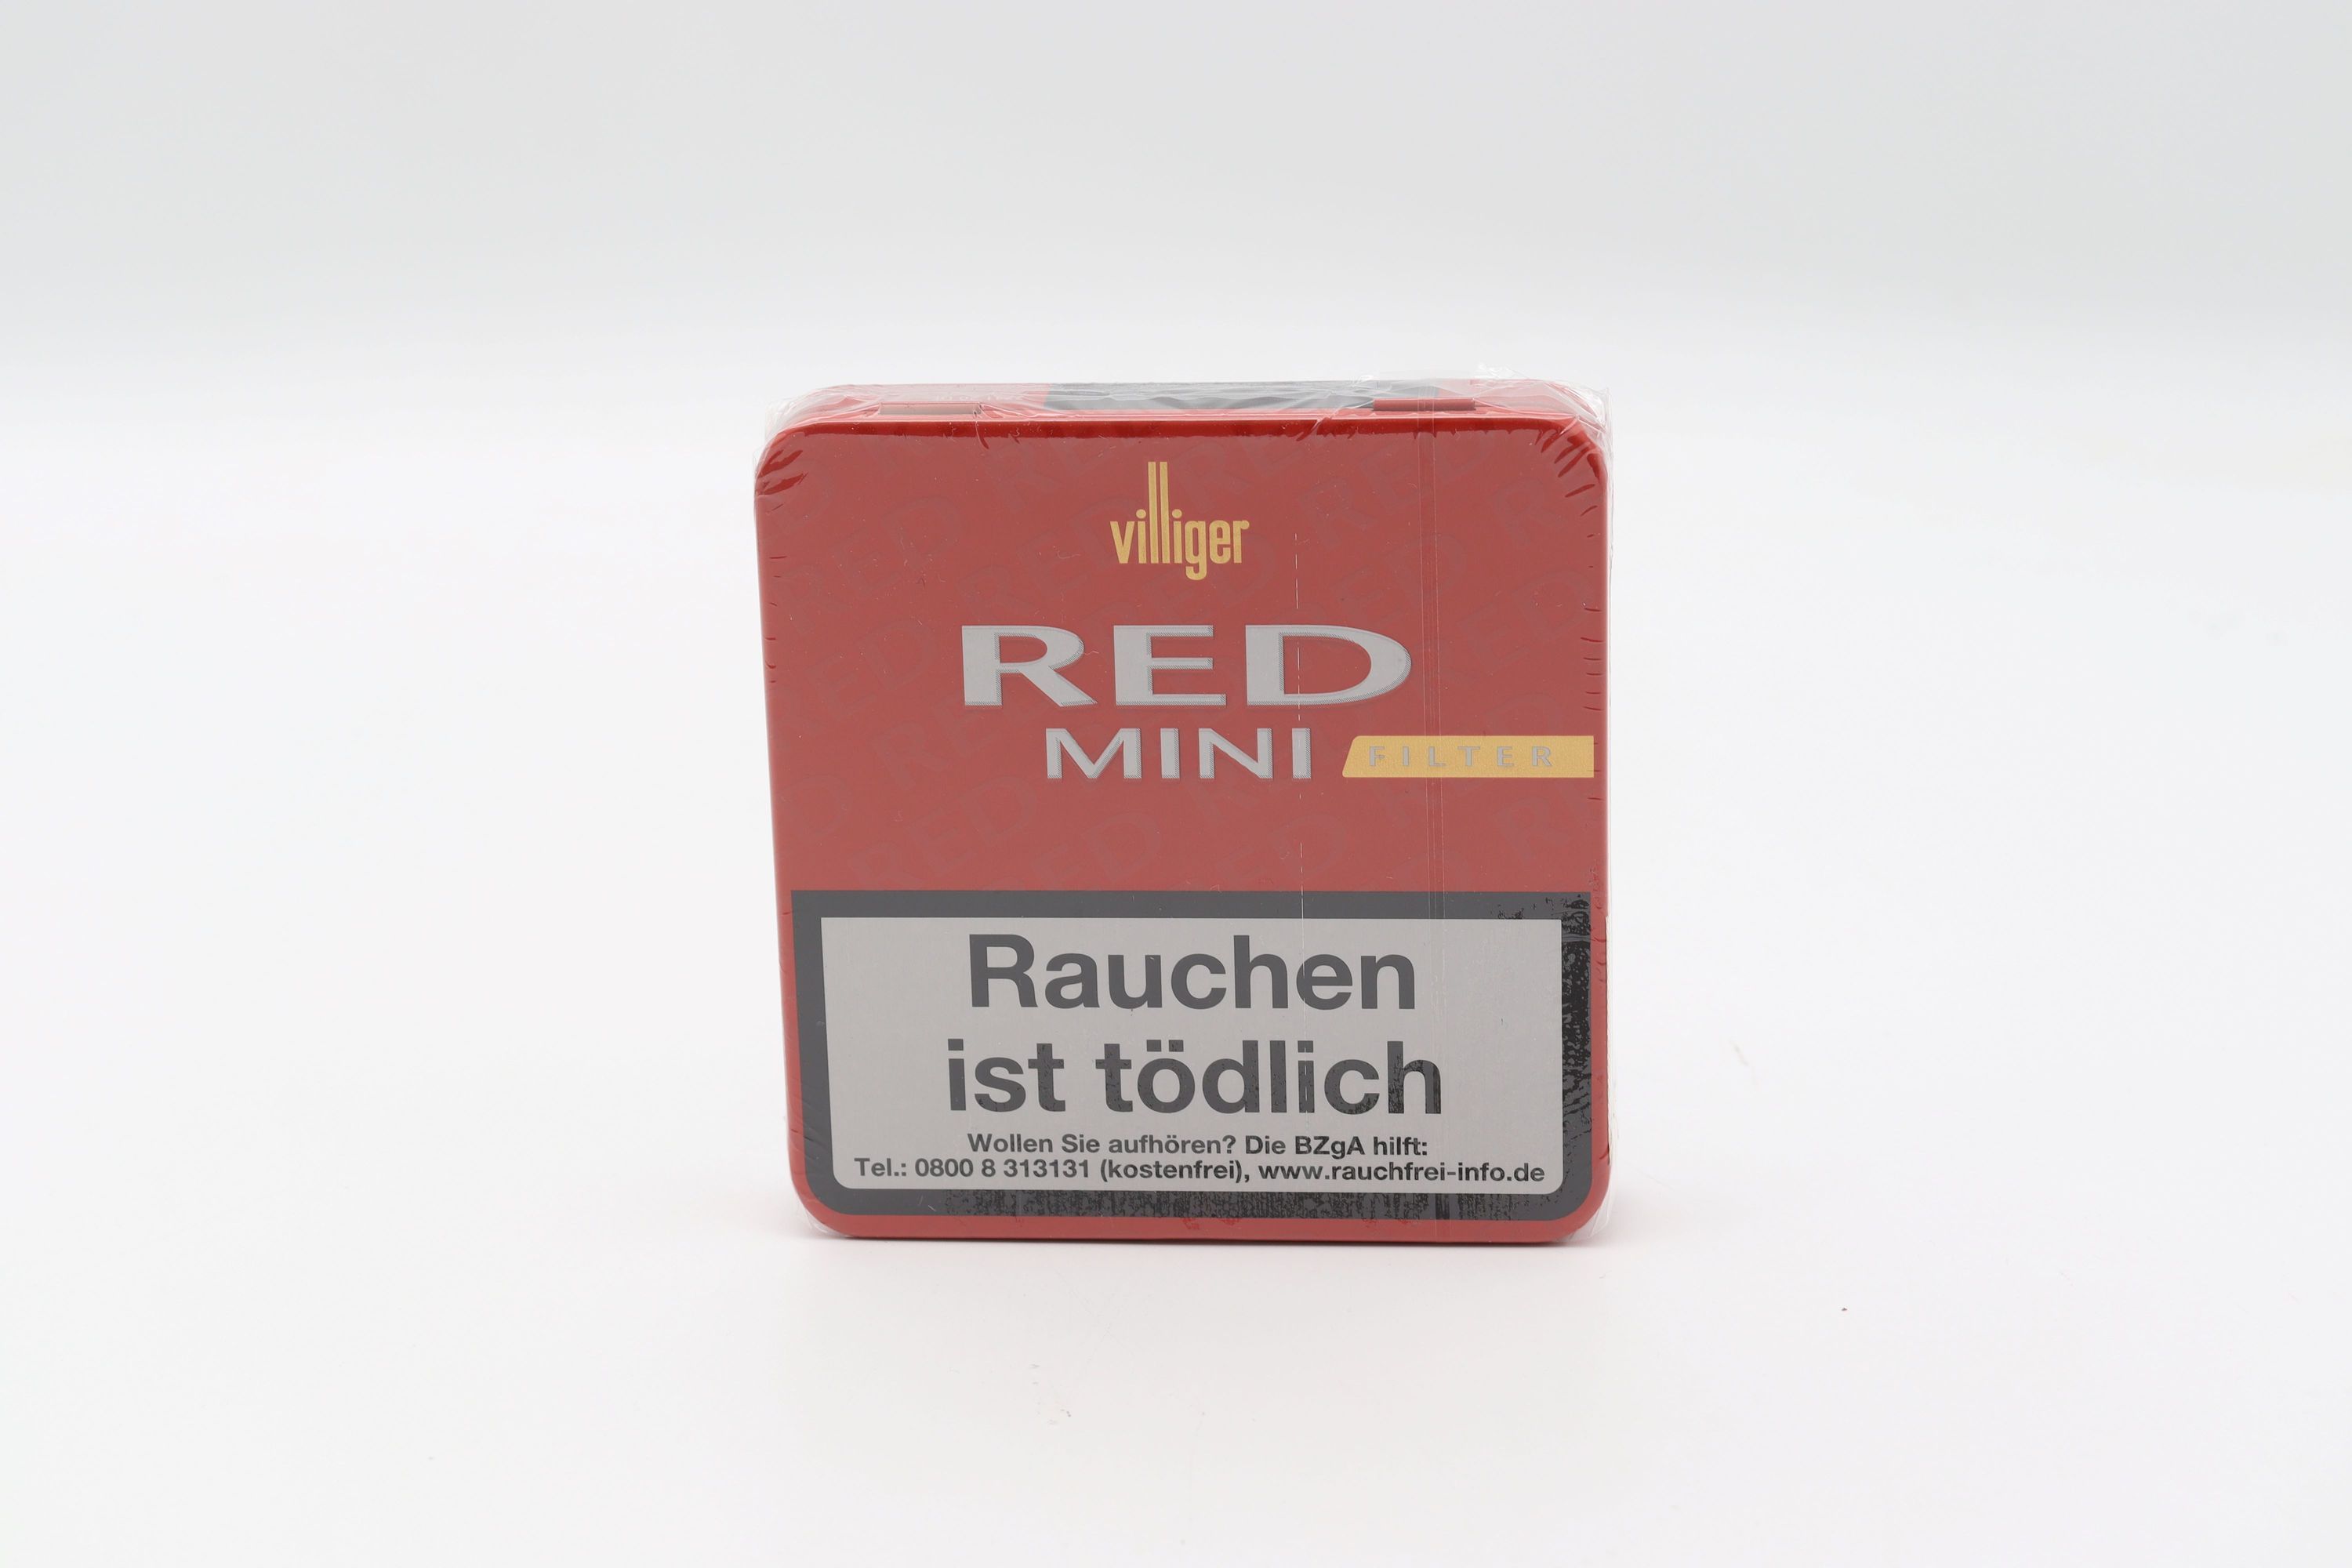 villiger
RED
MINI FILTER
Rauchen
ist tödlich
Wollen Sie aufhören? Die BZgA hilft:
Tel.: 0800 8 313131 (kostenfrei), www.rauchfrei-info.de